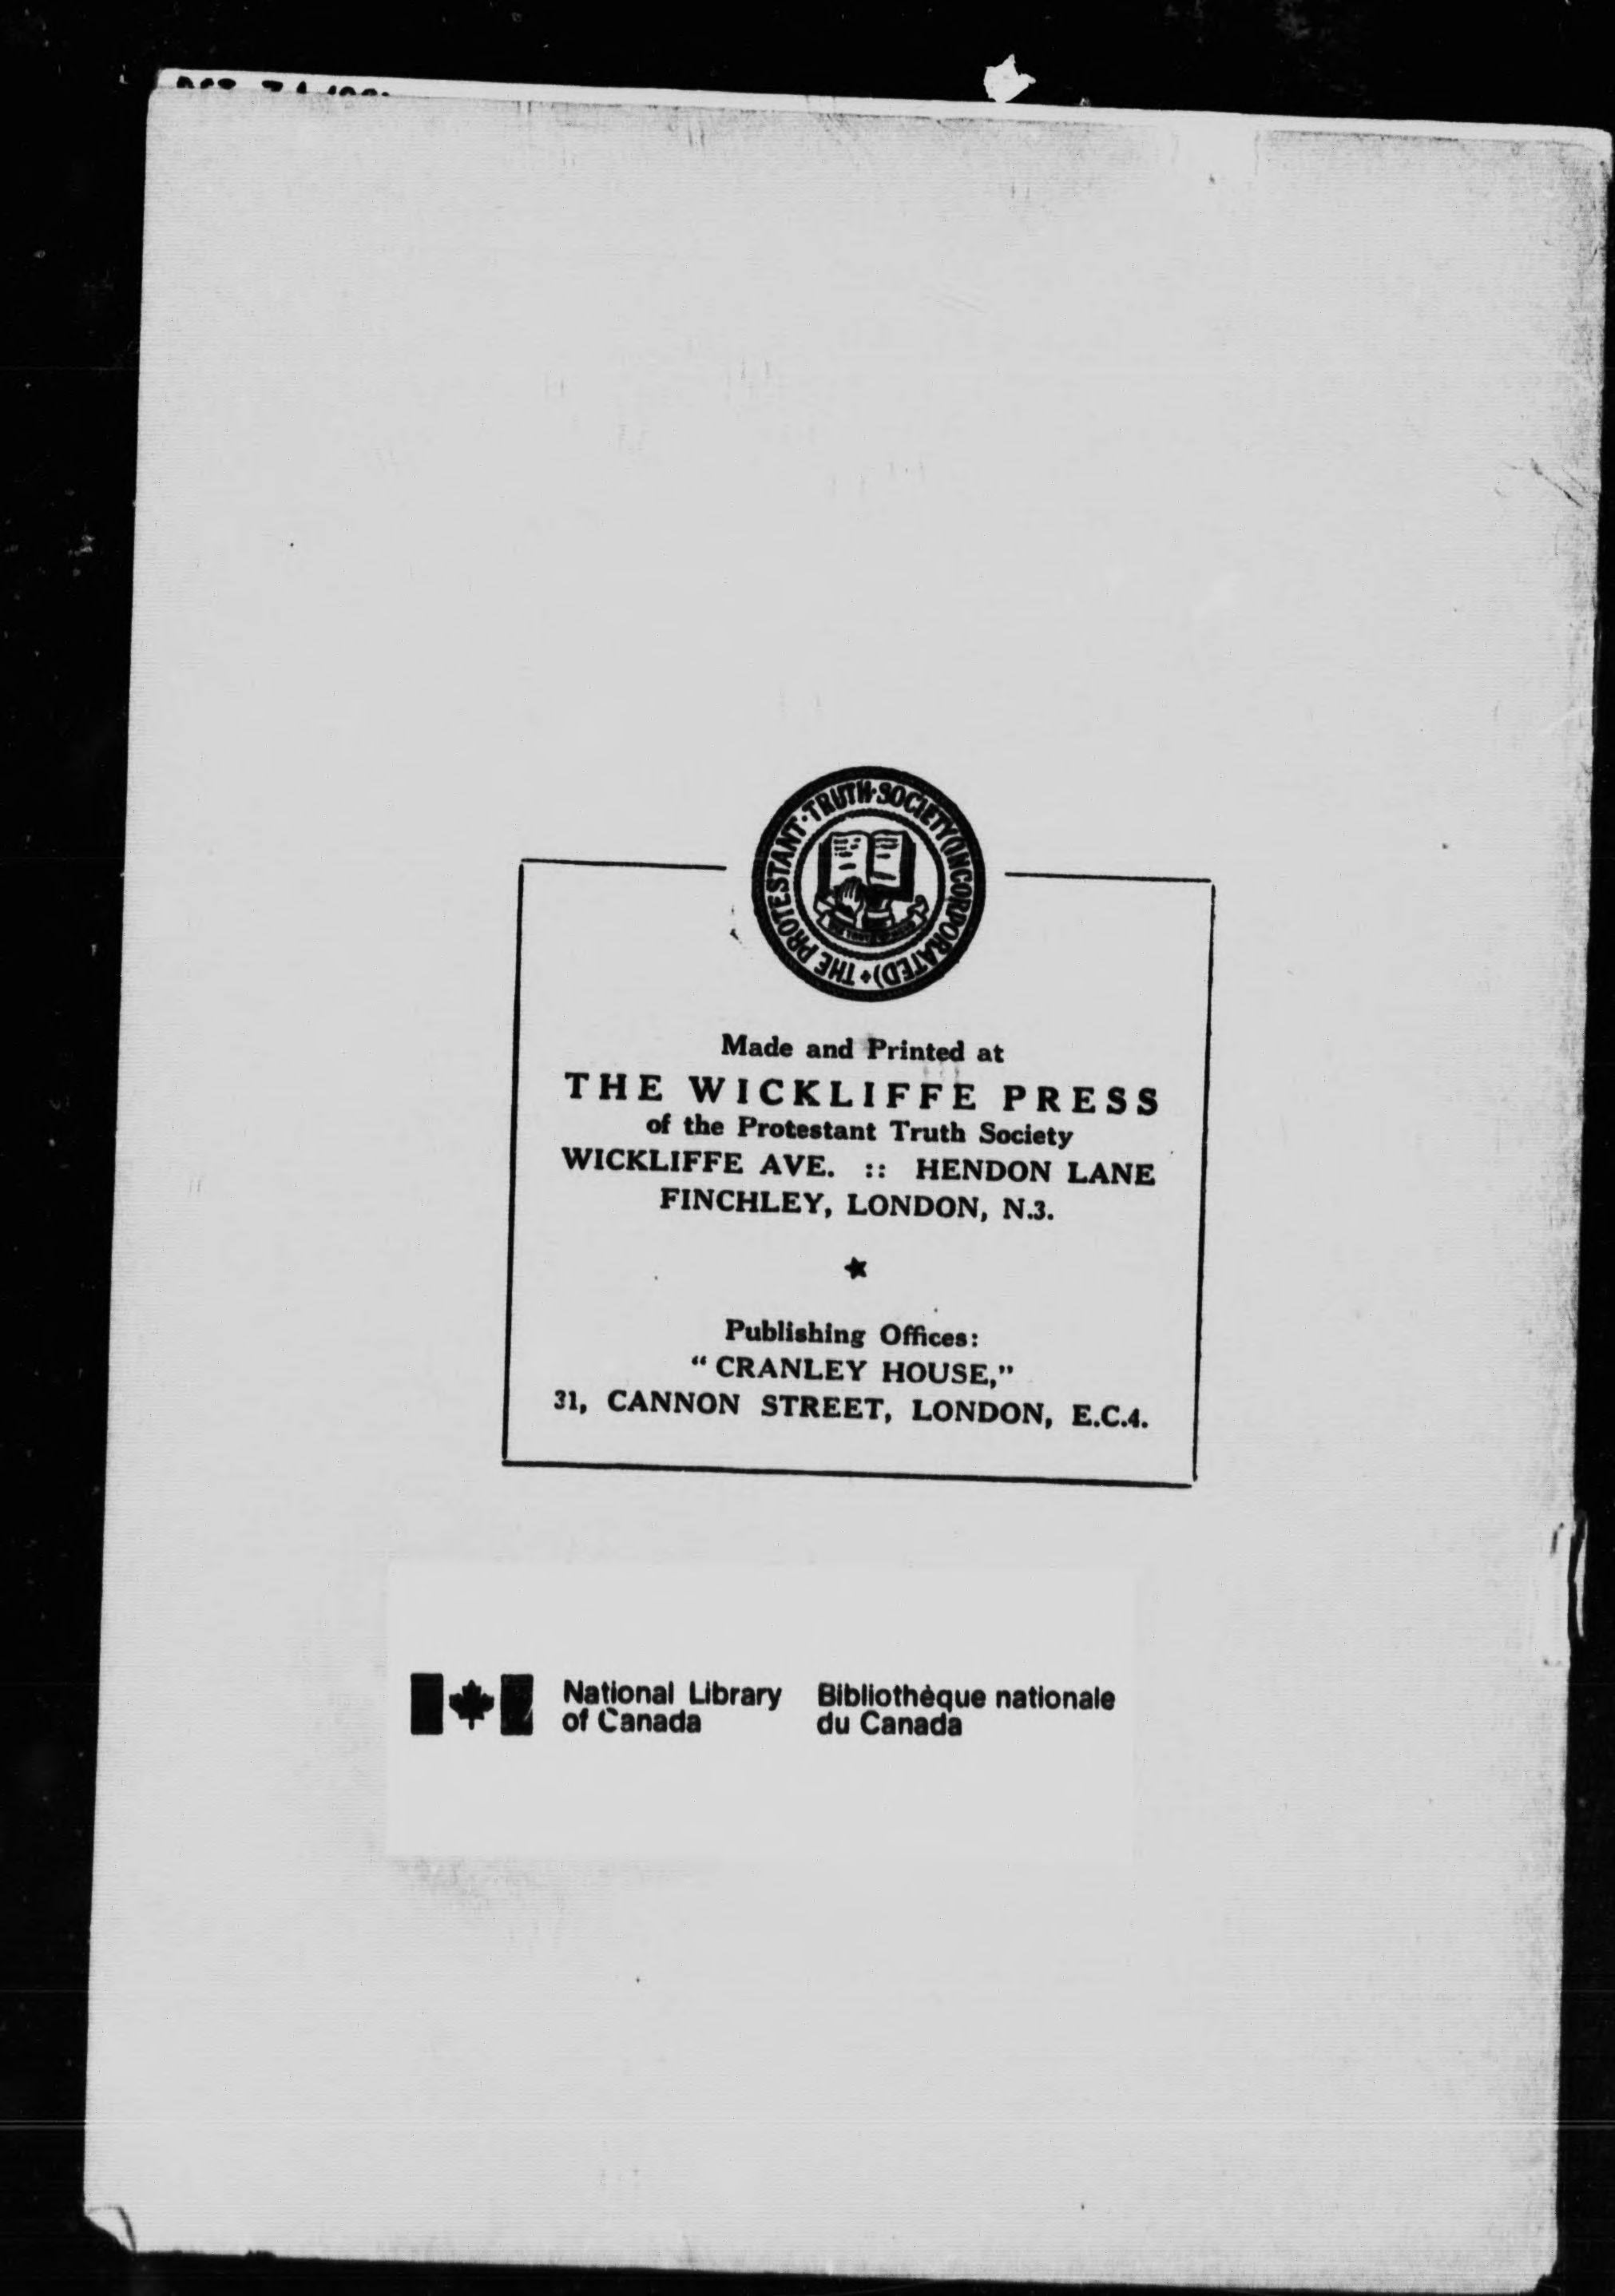 THE PROTESTANT·TRUTH·SOCIETY (INCORPORATED)
Made and Printed at
THE WICKLIFFE PRESS
of the Protestant Truth Society
WICKLIFFE AVE. :: HENDON LANE
FINCHLEY, LONDON, N.3.
Publishing Offices:
"CRANLEY HOUSE,"
31, CANNON STREET, LONDON, E.C.4.
National Library Bibliothèque nationale
of Canada du Canada